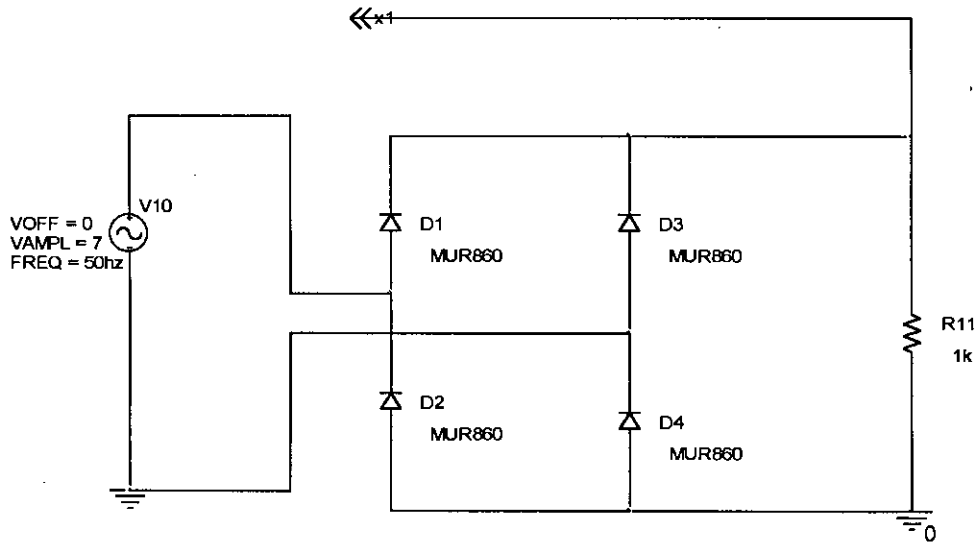 x1
V10
VOFF = 0
VAMPL = 7
FREQ = 50hz
D1
MUR860
D3
MUR860
R11
1k
D2
MUR860
D4
MUR860
0